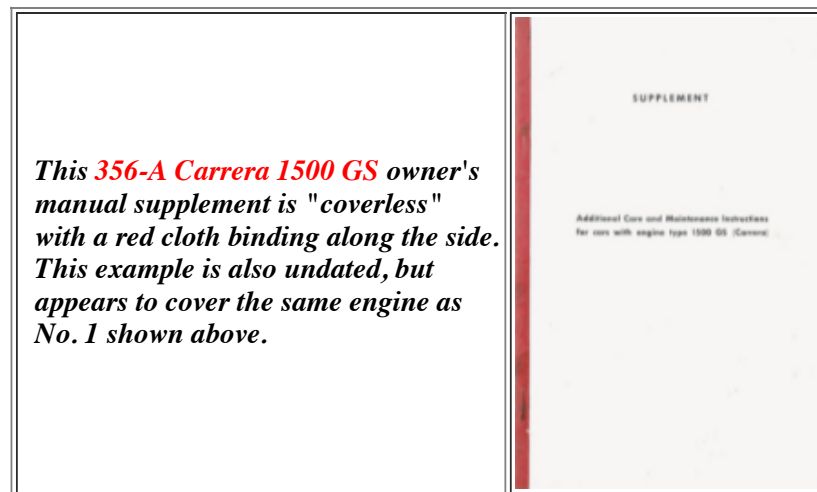 This 356-A Carrera 1500 GS owner's
manual supplement is "coverless"
with a red cloth binding along the side.
This example is also undated, but
appears to cover the same engine as
No. 1 shown above.
SUPPLEMENT
Additional Care and Maintenance Instructions
for cars with engine type 1500 GS (Carrera)